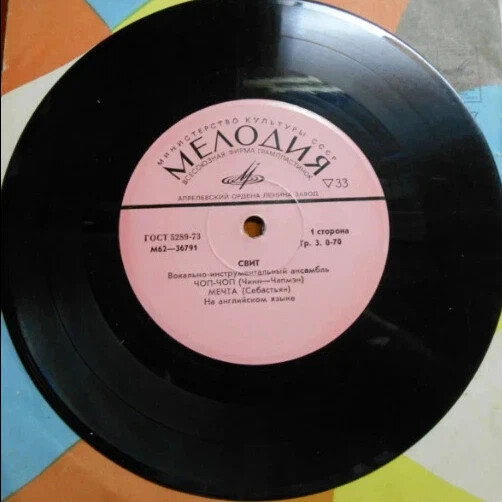 МИНИСТЕРСТВО КУЛЬТУРЫ СССР
МЕЛОДИЯ
ВСЕСОЮЗНАЯ ФИРМА ГРАМПЛАСТИНОК
▽33
АПРЕЛЕВСКИЙ ОРДЕНА ЛЕНИНА ЗАВОД
ГОСТ 5289-73
1 сторона
М62—36791
Гр. 3. 0-70
СВИТ
Вокально-инструментальный ансамбль
ЧОП-ЧОП (Чинн—Чепмэн)
МЕЧТА (Себастьян)
На английском языке